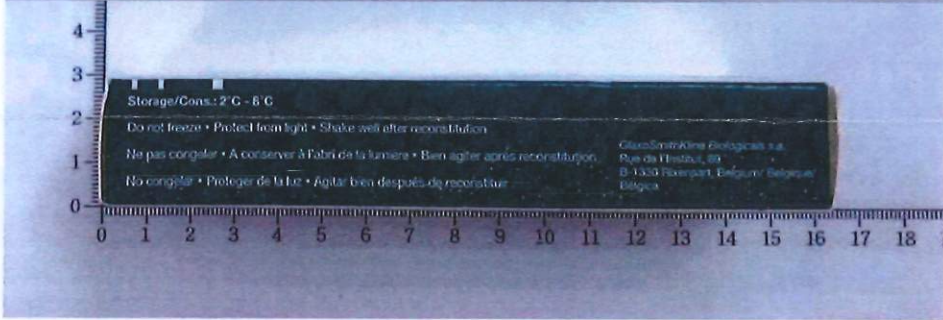 4
3
2
1
0
Storage/Cons.: 2°C - 8°C
Do not freeze • Protect from light • Shake well after reconstitution
Ne pas congeler • A conserver à l'abri de la lumière • Bien agiter après reconstitution
No congelar • Proteger de la luz • Agitar bien después de reconstituir
GlaxoSmithKline Biologicals s.a.
Rue de l'Institut, 89
B-1330 Rixensart, Belgium/ Belgique/
Bélgica
0 1 2 3 4 5 6 7 8 9 10 11 12 13 14 15 16 17 18